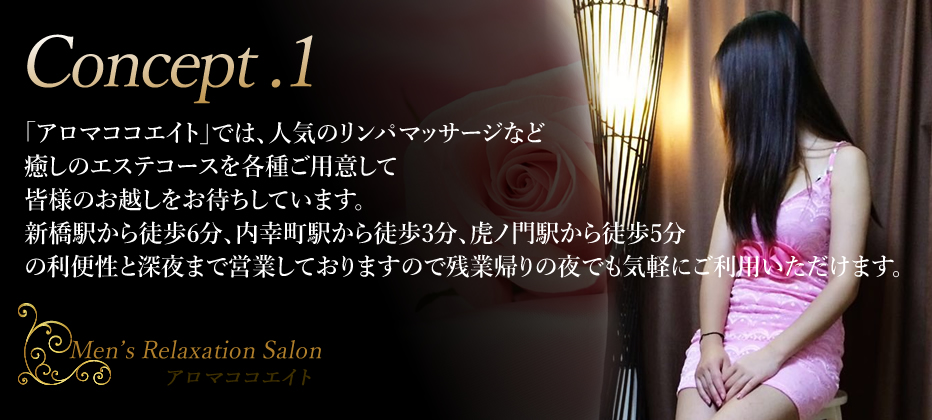 Concept .1
「アロマココエイト」では、人気のリンパマッサージなど
癒しのエステコースを各種ご用意して
皆様のお越しをお待ちしています。
新橋駅から徒歩6分、内幸町駅から徒歩3分、虎ノ門駅から徒歩5分
の利便性と深夜まで営業しておりますので残業帰りの夜でも気軽にご利用いただけます。
Men's Relaxation Salon
アロマココエイト